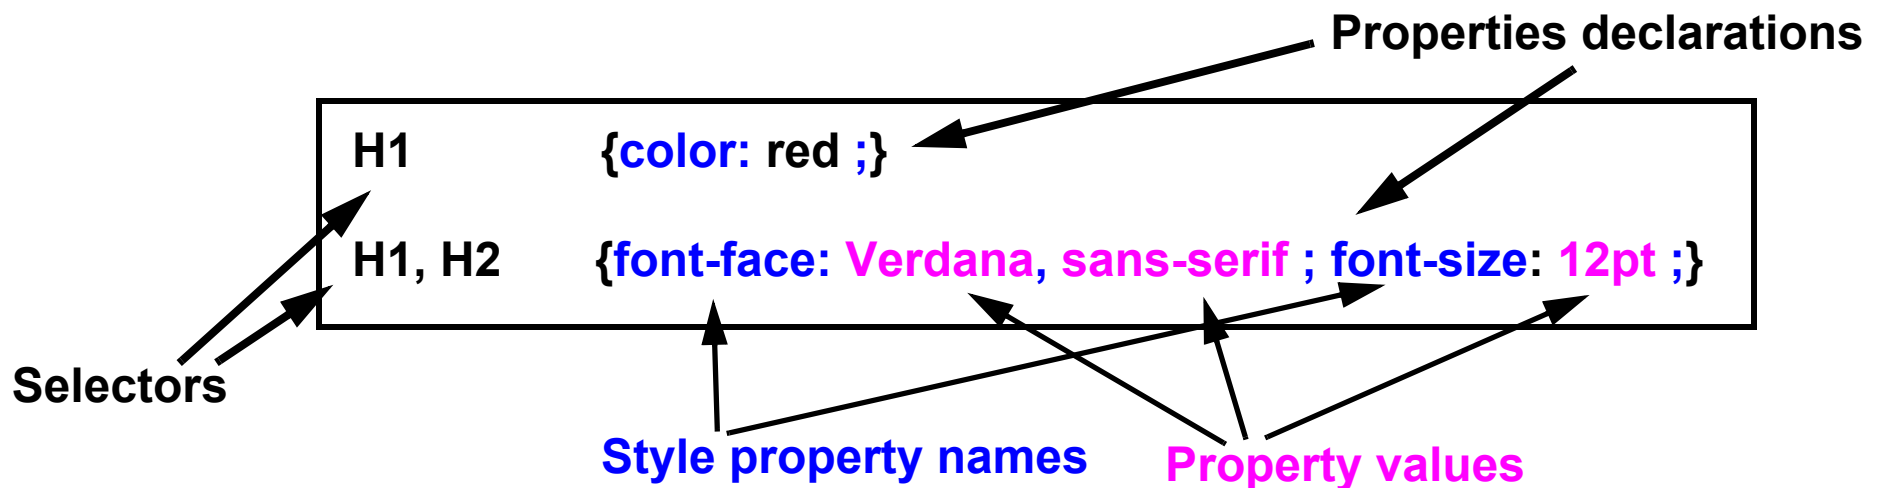 Properties declarations
H1 {color: red ;}
H1, H2 {font-face: Verdana, sans-serif ; font-size: 12pt ;}
Selectors
Style property names
Property values